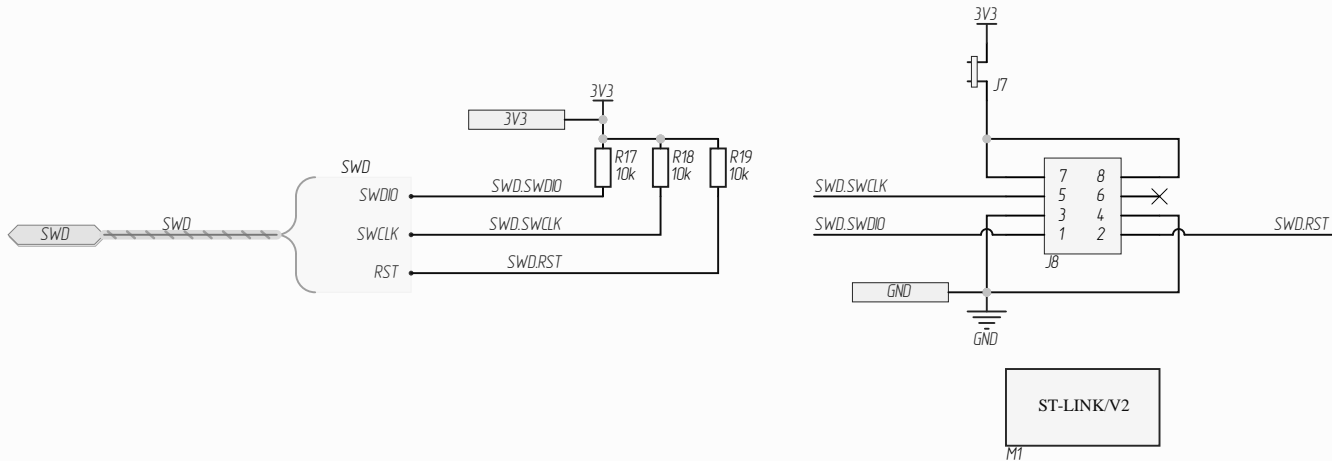 3V3
J7
3V3
3V3
R17
10k
R18
10k
R19
10k
SWD
SWDIO
SWD.SWDIO
SWD
SWD
SWCLK
SWD.SWCLK
RST
SWD.RST
7 8
SWD.SWCLK
5 6
3 4
SWD.SWDIO
1 2
SWD.RST
J8
GND
GND
ST-LINK/V2
M1